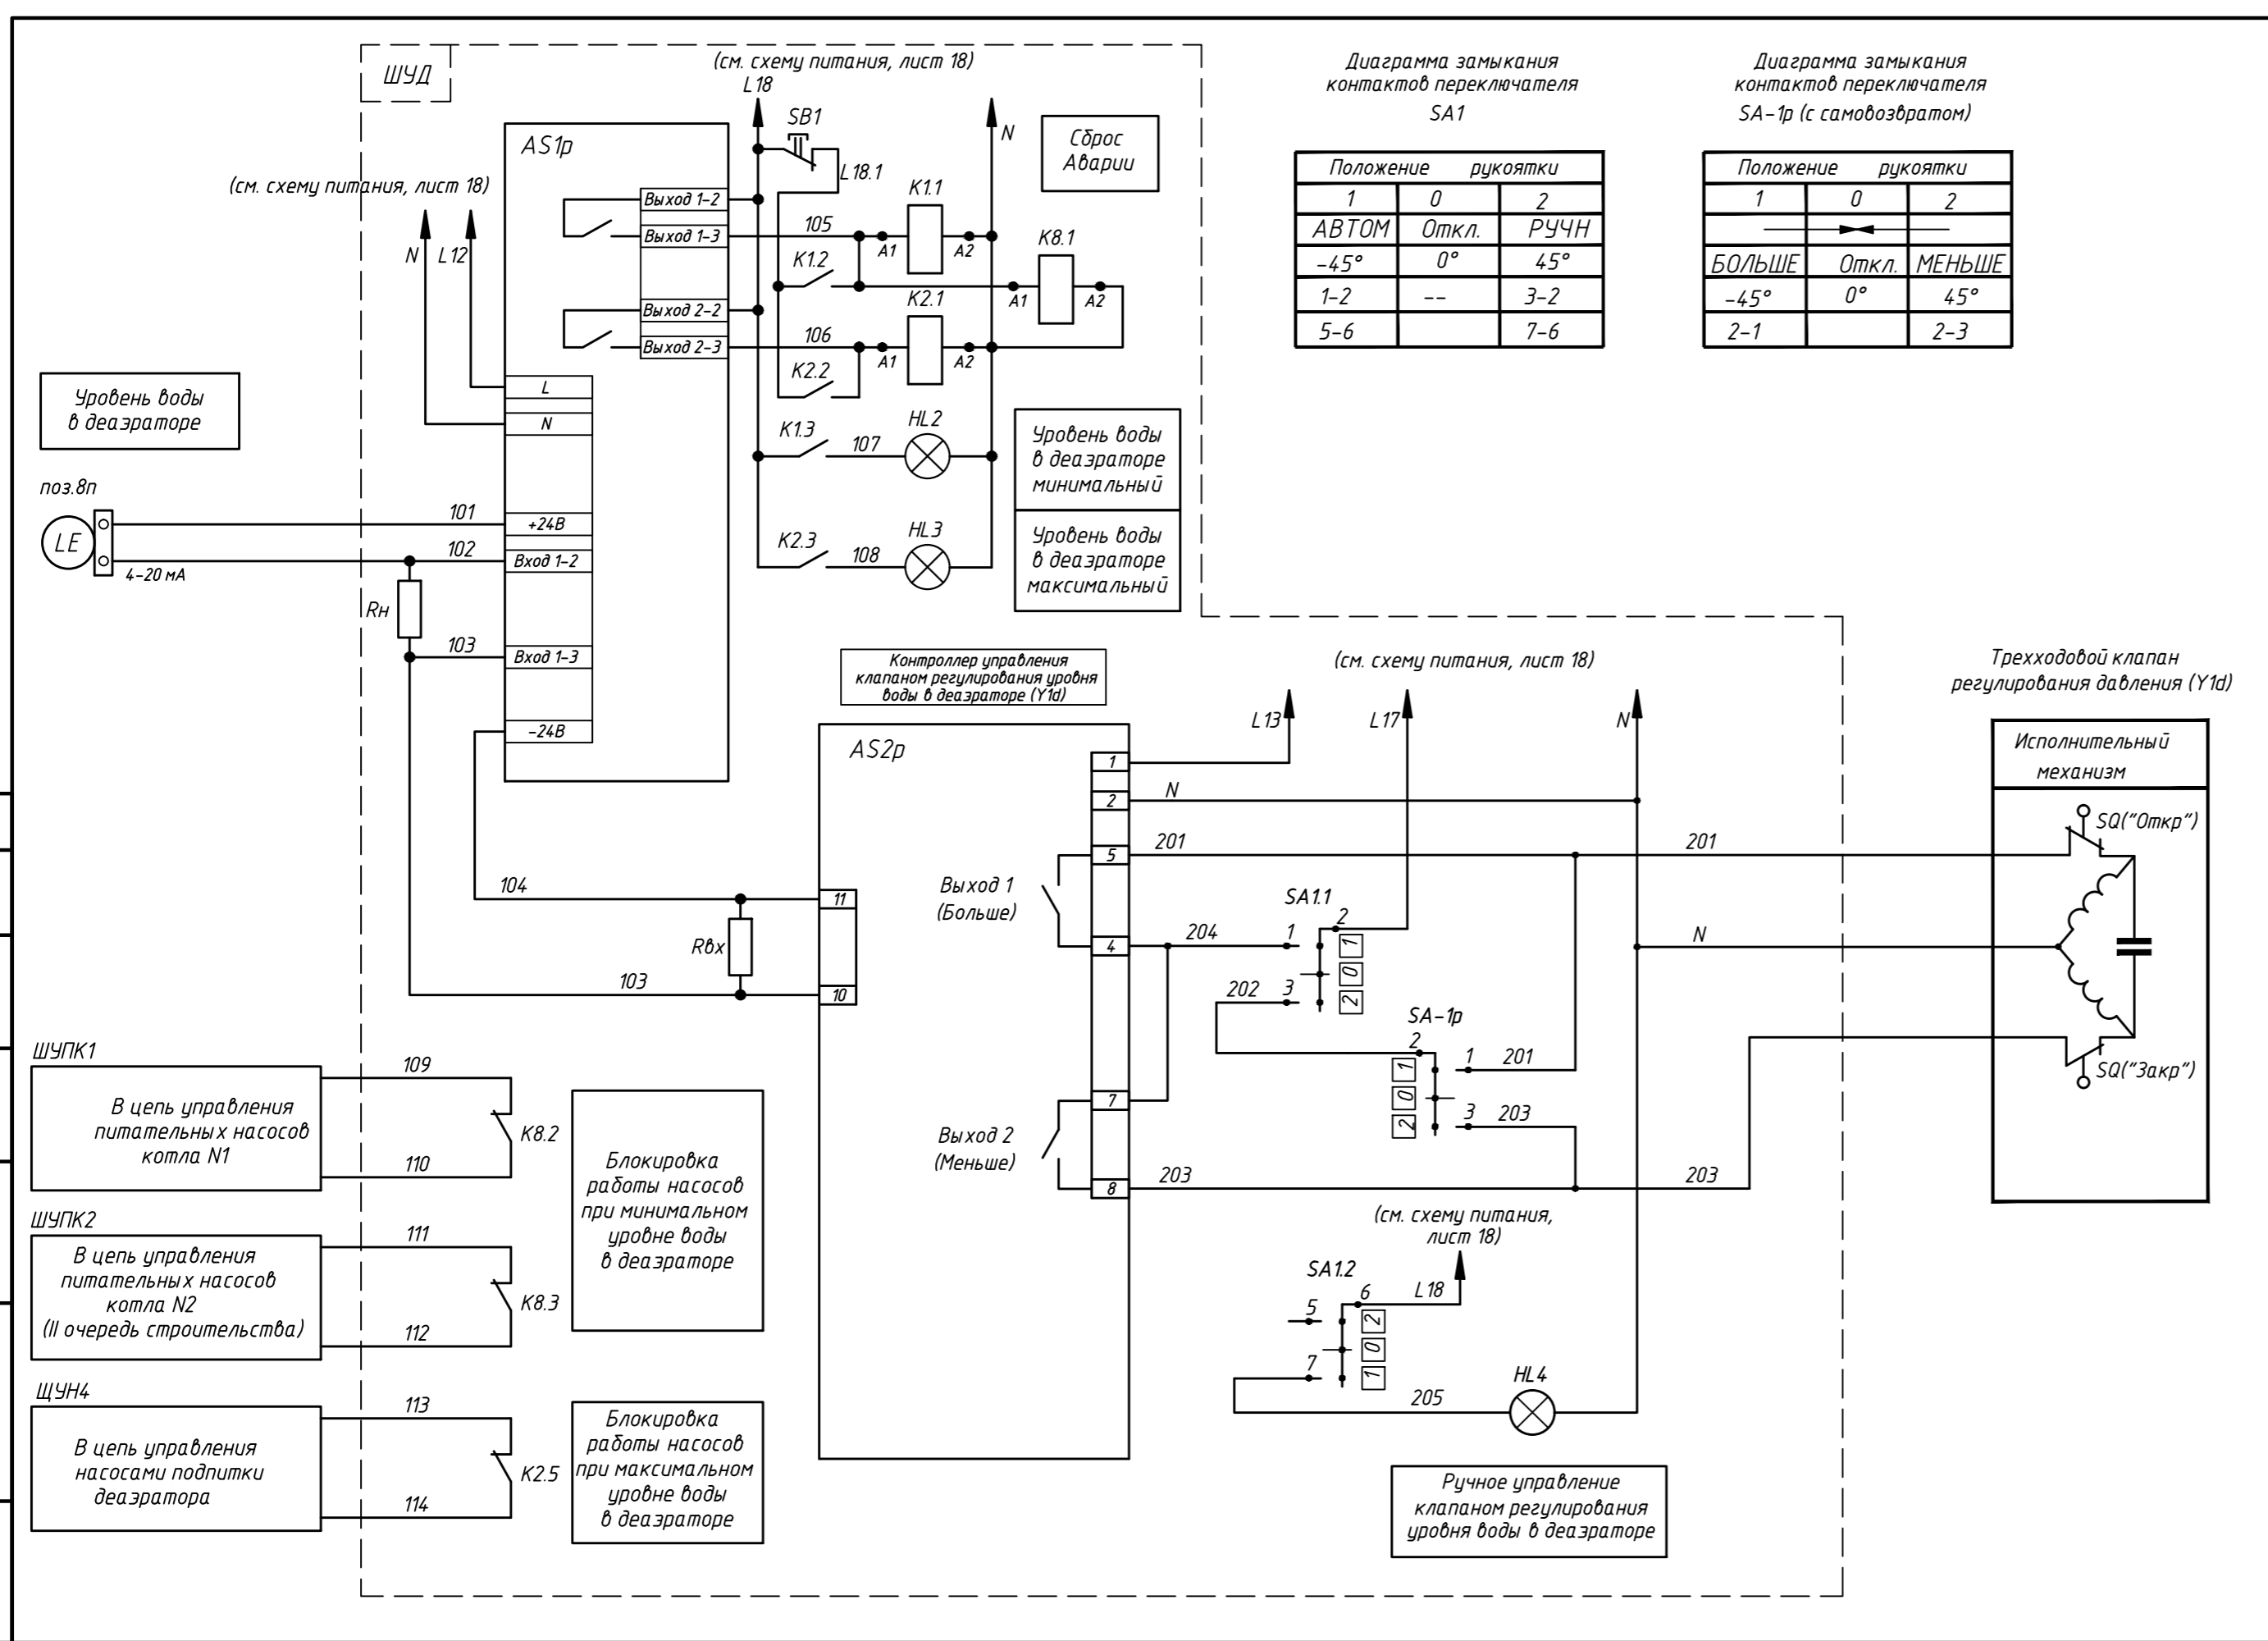 ШУД
(см. схему питания, лист 18)
L18
SB1
N
L18.1
Сброс
Аварии
AS1р
(см. схему питания, лист 18)
N
L12
Выход 1-2
Выход 1-3
Выход 2-2
Выход 2-3
105
K1.1
A1
A2
K1.2
K8.1
A1
A2
K2.1
106
A1
A2
K2.2
K1.3
107
HL2
K2.3
108
HL3
Уровень воды
в деаэраторе
минимальный
Уровень воды
в деаэраторе
максимальный
Диаграмма замыкания
контактов переключателя
SA1
Положение рукоятки
1 0 2
АВТОМ Откл. РУЧН
-45° 0° 45°
1-2 -- 3-2
5-6 7-6
Диаграмма замыкания
контактов переключателя
SA-1р (с самовозвратом)
Положение рукоятки
1 0 2
БОЛЬШЕ Откл. МЕНЬШЕ
-45° 0° 45°
2-1 2-3
Уровень воды
в деаэраторе
поз.8п
LE
4-20 мА
L
N
101
+24В
102
Вход 1-2
Rн
103
Вход 1-3
-24В
Контроллер управления
клапаном регулирования уровня
воды в деаэраторе (Y1d)
AS2р
104
11
Rвх
103
10
1
2
5
4
7
8
Выход 1
(Больше)
Выход 2
(Меньше)
(см. схему питания, лист 18)
L13
L17
N
N
201
201
204
SA1.1
1
2
3
1
0
2
202
SA-1р
2
1
0
2
1
201
3
203
203
203
N
Трехходовой клапан
регулирования давления (Y1d)
Исполнительный
механизм
SQ("Откр")
SQ("Закр")
(см. схему питания,
лист 18)
SA1.2
L18
5
6
7
2
0
1
205
HL4
Ручное управление
клапаном регулирования
уровня воды в деаэраторе
ШУПК1
В цепь управления
питательных насосов
котла N1
109
110
K8.2
ШУПК2
В цепь управления
питательных насосов
котла N2
(II очередь строительства)
111
112
K8.3
Блокировка
работы насосов
при минимальном
уровне воды
в деаэраторе
ЩУН4
В цепь управления
насосами подпитки
деаэратора
113
114
K2.5
Блокировка
работы насосов
при максимальном
уровне воды
в деаэраторе